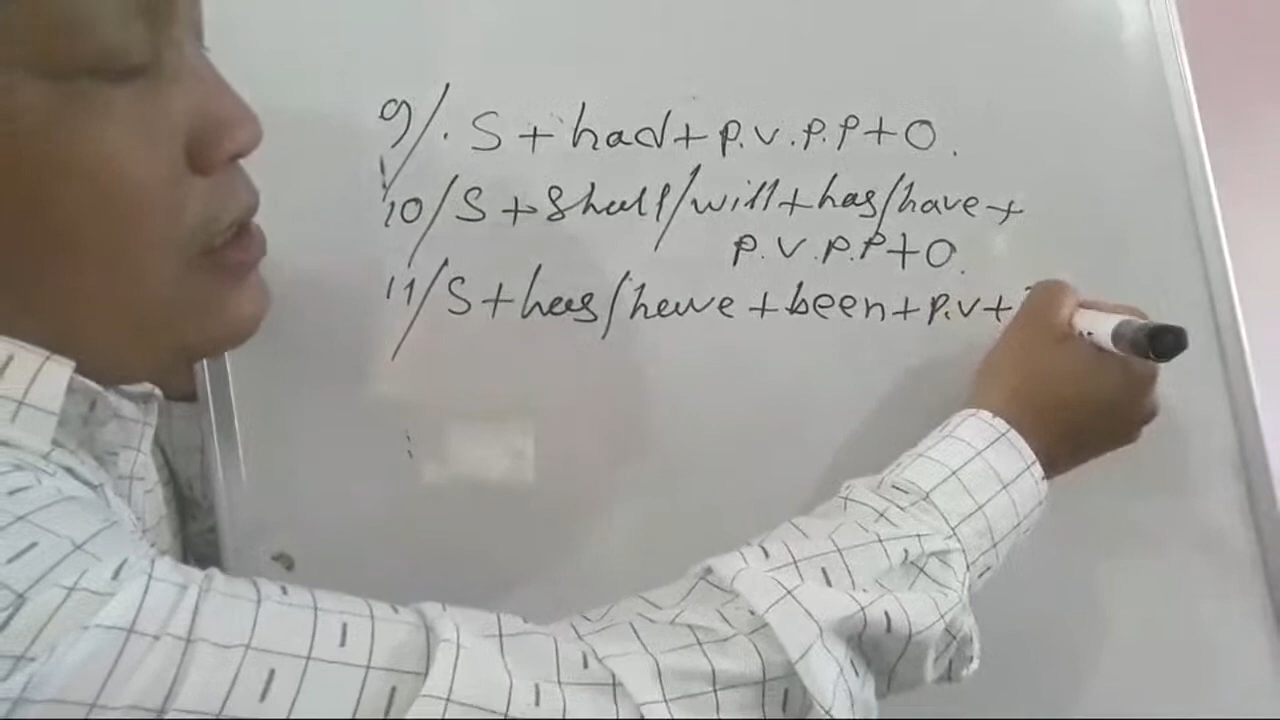 9/. S + had + p.v.p.p + O.
10/ S + Shall/will + has/have +
p.v.p.p + O.
11/ S + has/have + been + p.v +